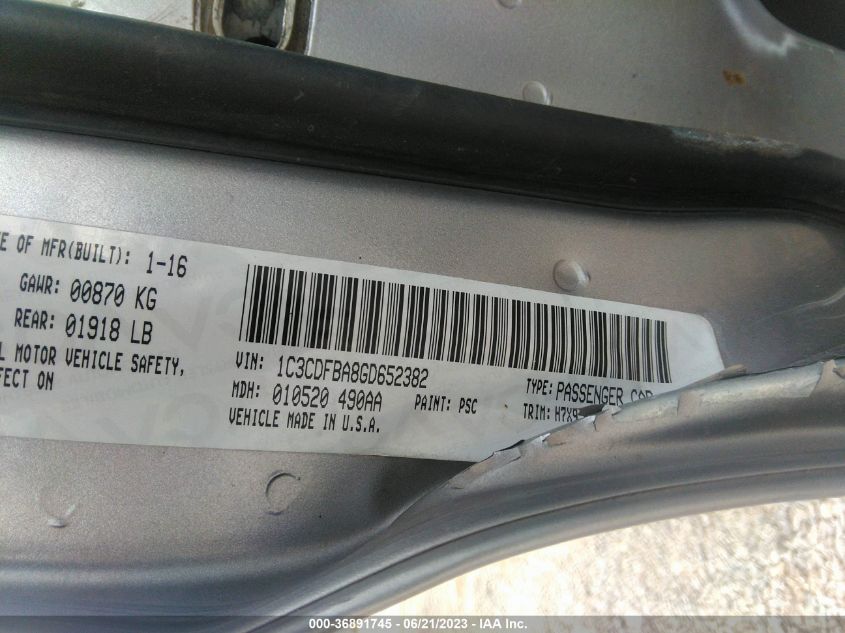 E OF MFR(BUILT): 1-16
GAWR: 00870 KG
REAR: 01918 LB
L MOTOR VEHICLE SAFETY,
FECT ON
VIN: 1C3CDFBA8GD652382
TYPE: PASSENGER CAR
MDH: 010520 490AA
PAINT: PSC
TRIM: H7X9
VEHICLE MADE IN U.S.A.
000-36891745 - 06/21/2023 - IAA Inc.